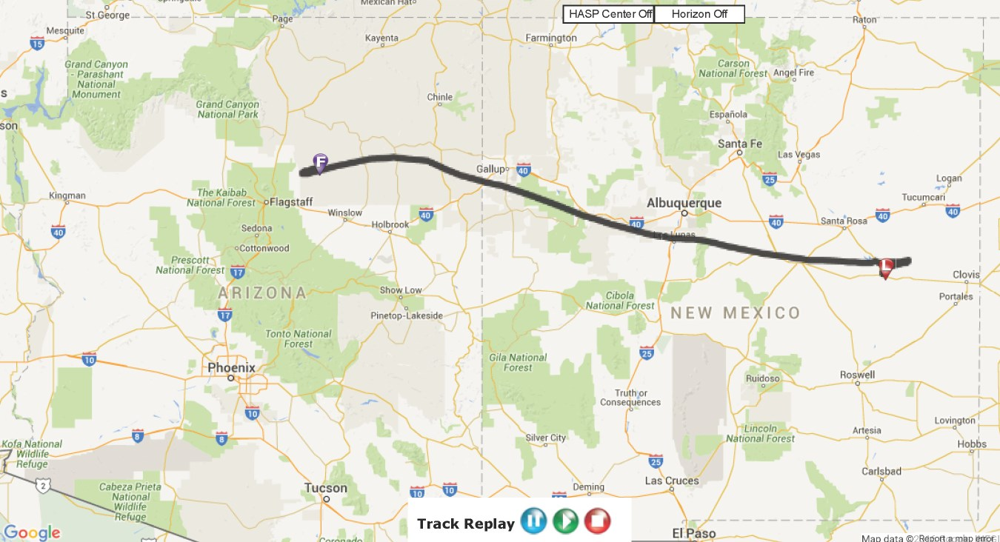 St George
Mexican Hat
HASP Center Off
Horizon Off
Page
Raton
Mesquite
15
Kayenta
Farmington
Grand Canyon
- Parashant
National
Monument
Carson
National Forest
Angel Fire
s
Chinle
Grand Canyon
National Park
son
Española
Santa Fe
Las Vegas
F
Gallup
40
25
Logan
Kingman
The Kaibab
National Forest
Flagstaff
Albuquerque
Tucumcari
Winslow
40
Holbrook
40
40
Santa Rosa
40
40
Sedona
40
Los Lunas
Cottonwood
Prescott
National Forest
17
L
Clovis
ARIZONA
Show Low
Cibola
National Forest
Portales
17
Pinetop-Lakeside
NEW MEXICO
Tonto National
Forest
10
Gila National
Forest
25
Phoenix
Ruidoso
Roswell
10
Truth or
Consequences
8
8
Silver City
Lincoln
National Forest
Artesia
Lovington
Kofa National
Wildlife
Refuge
Hobbs
25
Carlsbad
2
Cabeza Prieta
National
Wildlife
Refuge
Tucson
10
10
Deming
Las Cruces
Track Replay
Google
El Paso
Map data ©
Report a map error